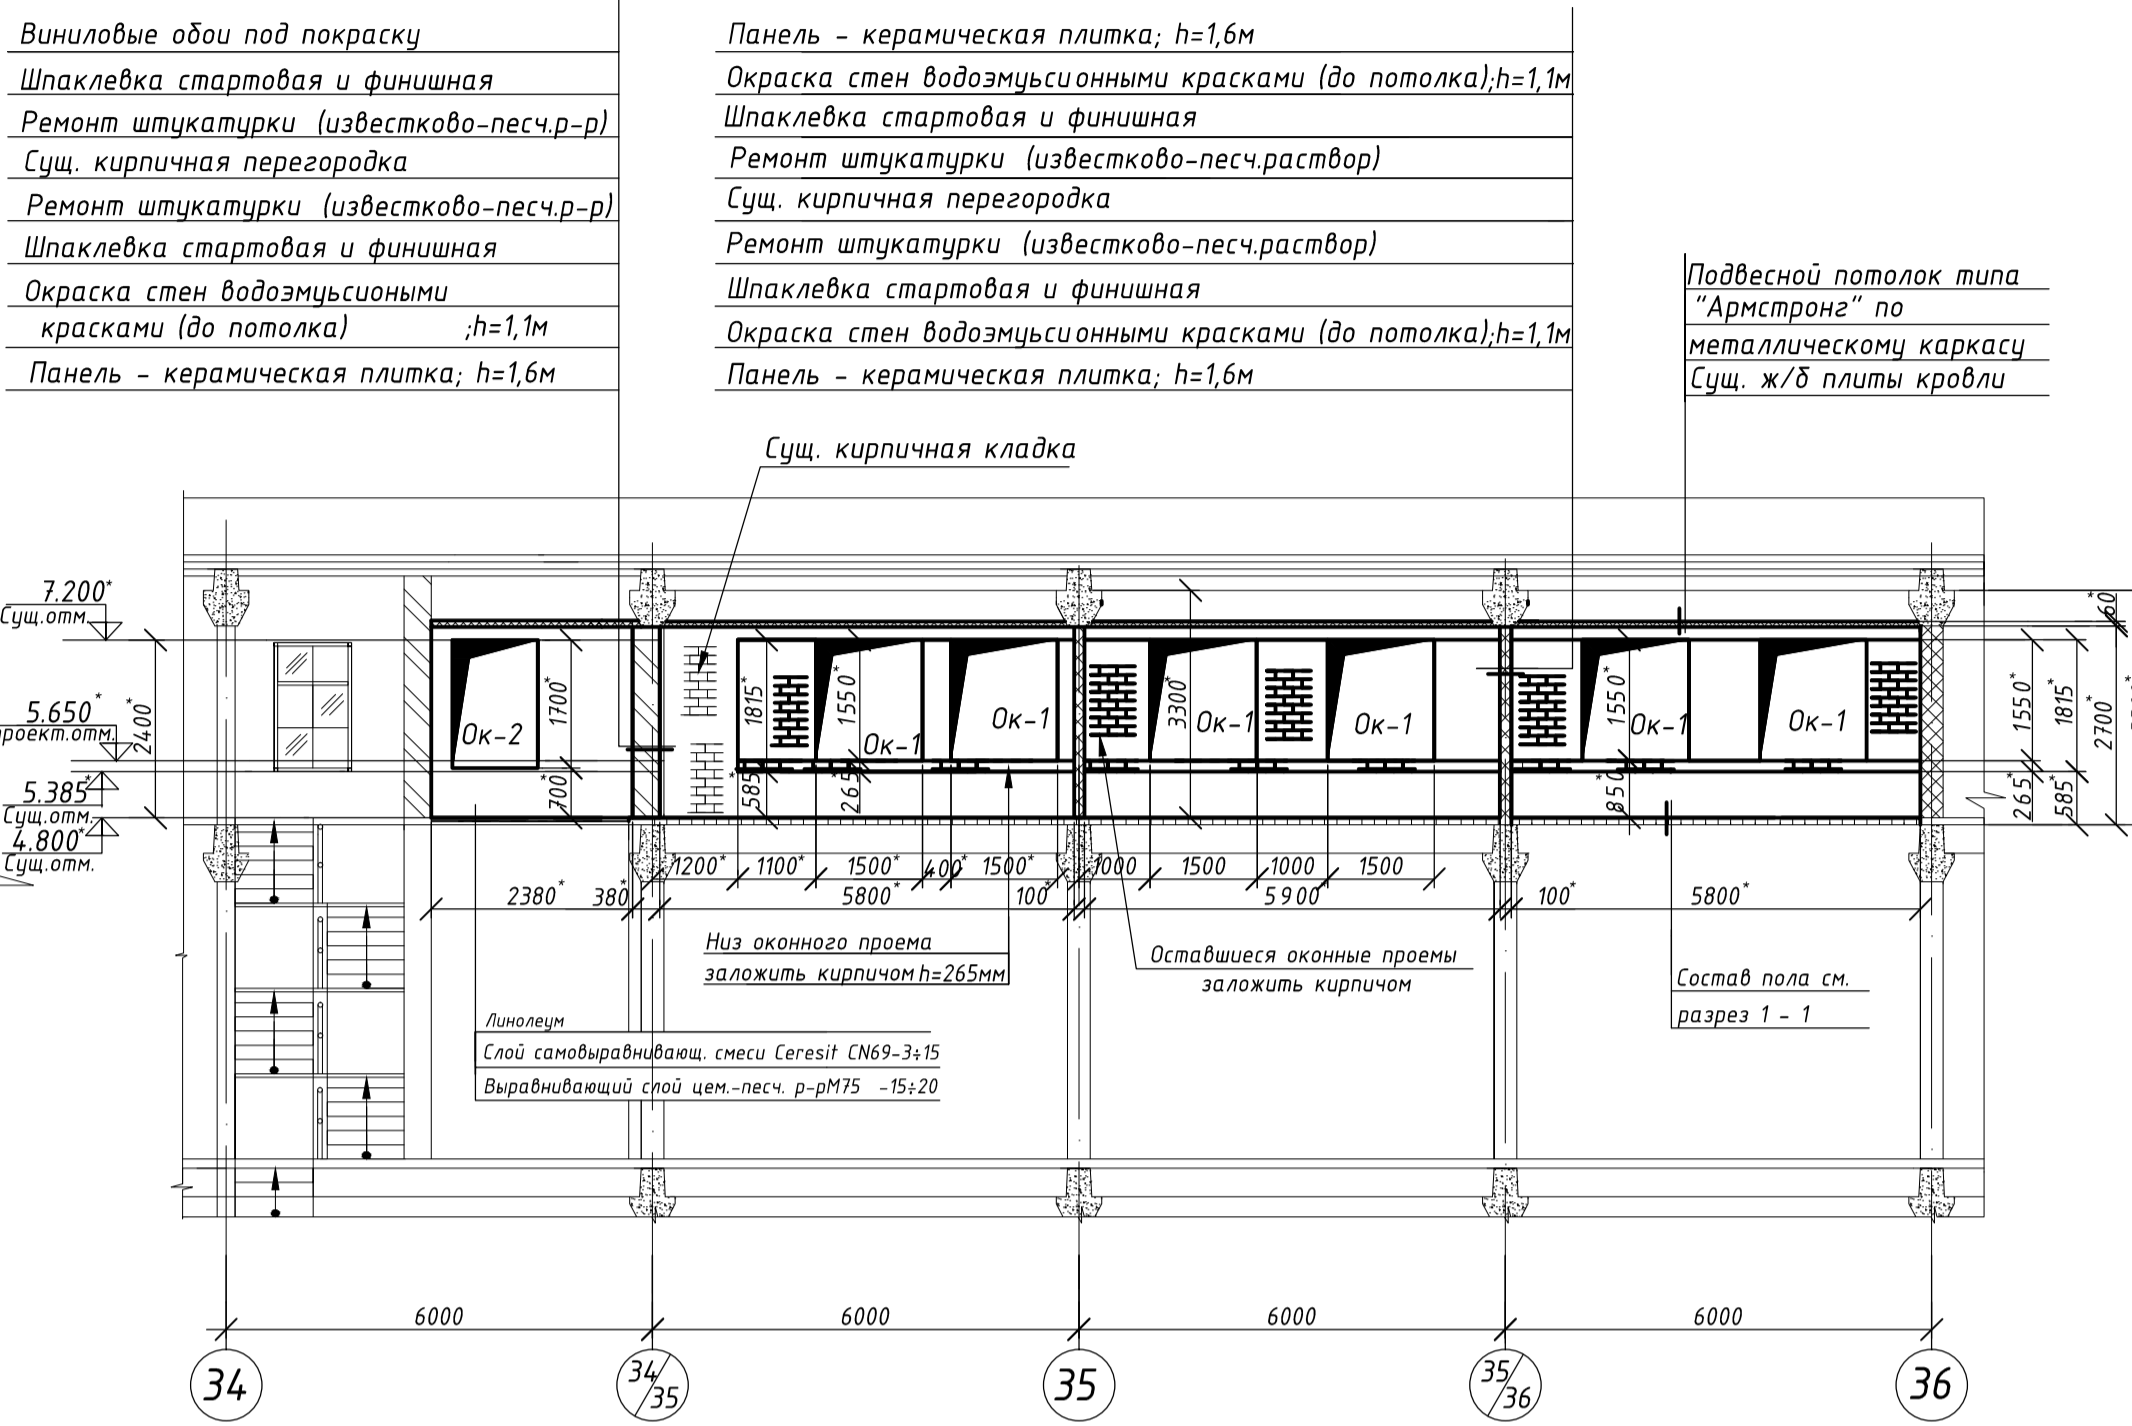 Виниловые обои под покраску
Шпаклевка стартовая и финишная
Ремонт штукатурки (известково-песч.р-р)
Сущ. кирпичная перегородка
Ремонт штукатурки (известково-песч.р-р)
Шпаклевка стартовая и финишная
Окраска стен водоэмуьсиоными
красками (до потолка) ;h=1,1м
Панель - керамическая плитка; h=1,6м
Панель - керамическая плитка; h=1,6м
Окраска стен водоэмуьсионными красками (до потолка);h=1,1м
Шпаклевка стартовая и финишная
Ремонт штукатурки (известково-песч.раствор)
Сущ. кирпичная перегородка
Ремонт штукатурки (известково-песч.раствор)
Шпаклевка стартовая и финишная
Окраска стен водоэмуьсионными красками (до потолка);h=1,1м
Панель - керамическая плитка; h=1,6м
Подвесной потолок типа
"Армстронг" по
металлическому каркасу
Сущ. ж/б плиты кровли
Сущ. кирпичная кладка
7.200*
Сущ.отм.
5.650*
проект.отм.
5.385*
Сущ.отм.
4.800*
Сущ.отм.
2400*
Ок-2
1700*
700*
1815*
585*
1550*
265*
Ок-1
Ок-1
3300*
Ок-1
Ок-1
1550*
850*
Ок-1
Ок-1
60*
1550*
265*
1815*
585*
2700*
1200*
1100*
1500*
400*
1500*
1000
1500
1000
1500
2380*
380*
5800*
100*
5900*
100*
5800*
Низ оконного проема
заложить кирпичом h=265мм
Оставшиеся оконные проемы
заложить кирпичом
Состав пола см.
разрез 1 - 1
Линолеум
Слой самовыравнивающ. смеси Ceresit CN69-3÷15
Выравнивающий слой цем.-песч. р-рМ75 -15÷20
6000
6000
6000
6000
34
34/35
35
35/36
36